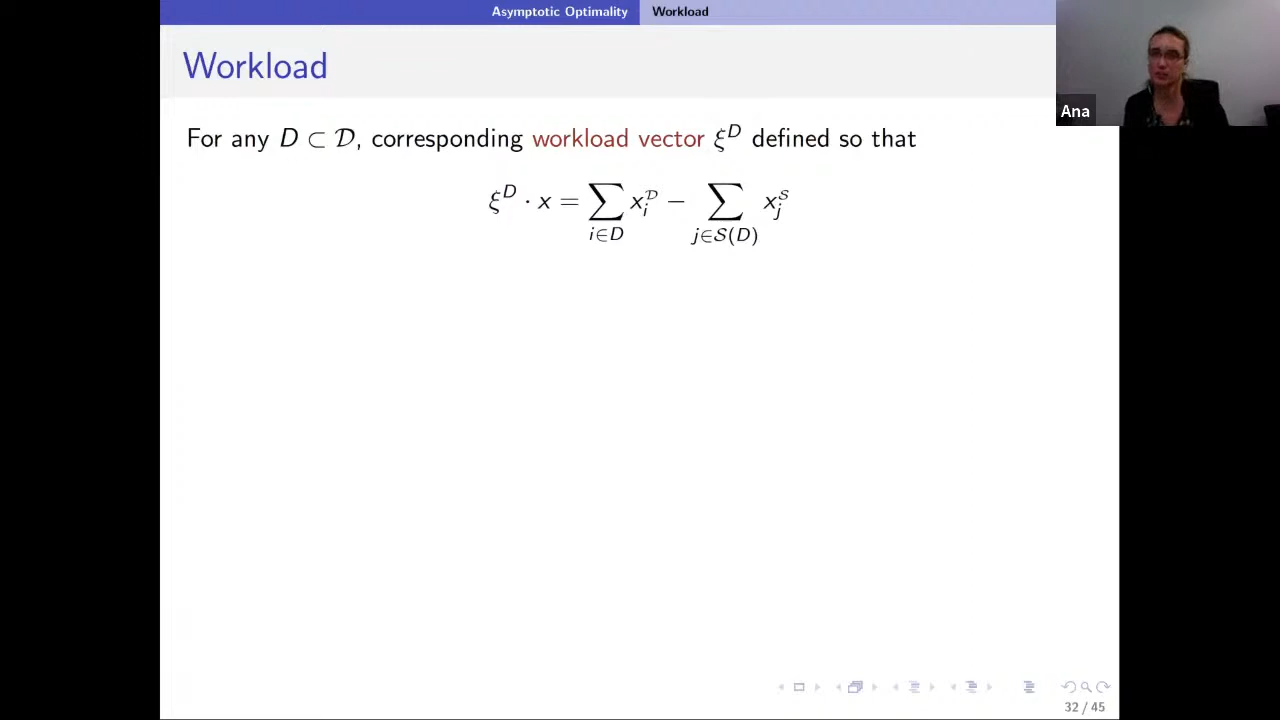 Asymptotic Optimality Workload
Workload
Ana
For any D ⊂ 𝒟, corresponding workload vector ξ^D defined so that
ξ^D · x = ∑_{i∈D} x_i^𝒟 − ∑_{j∈𝒮(D)} x_j^𝒮
32 / 45